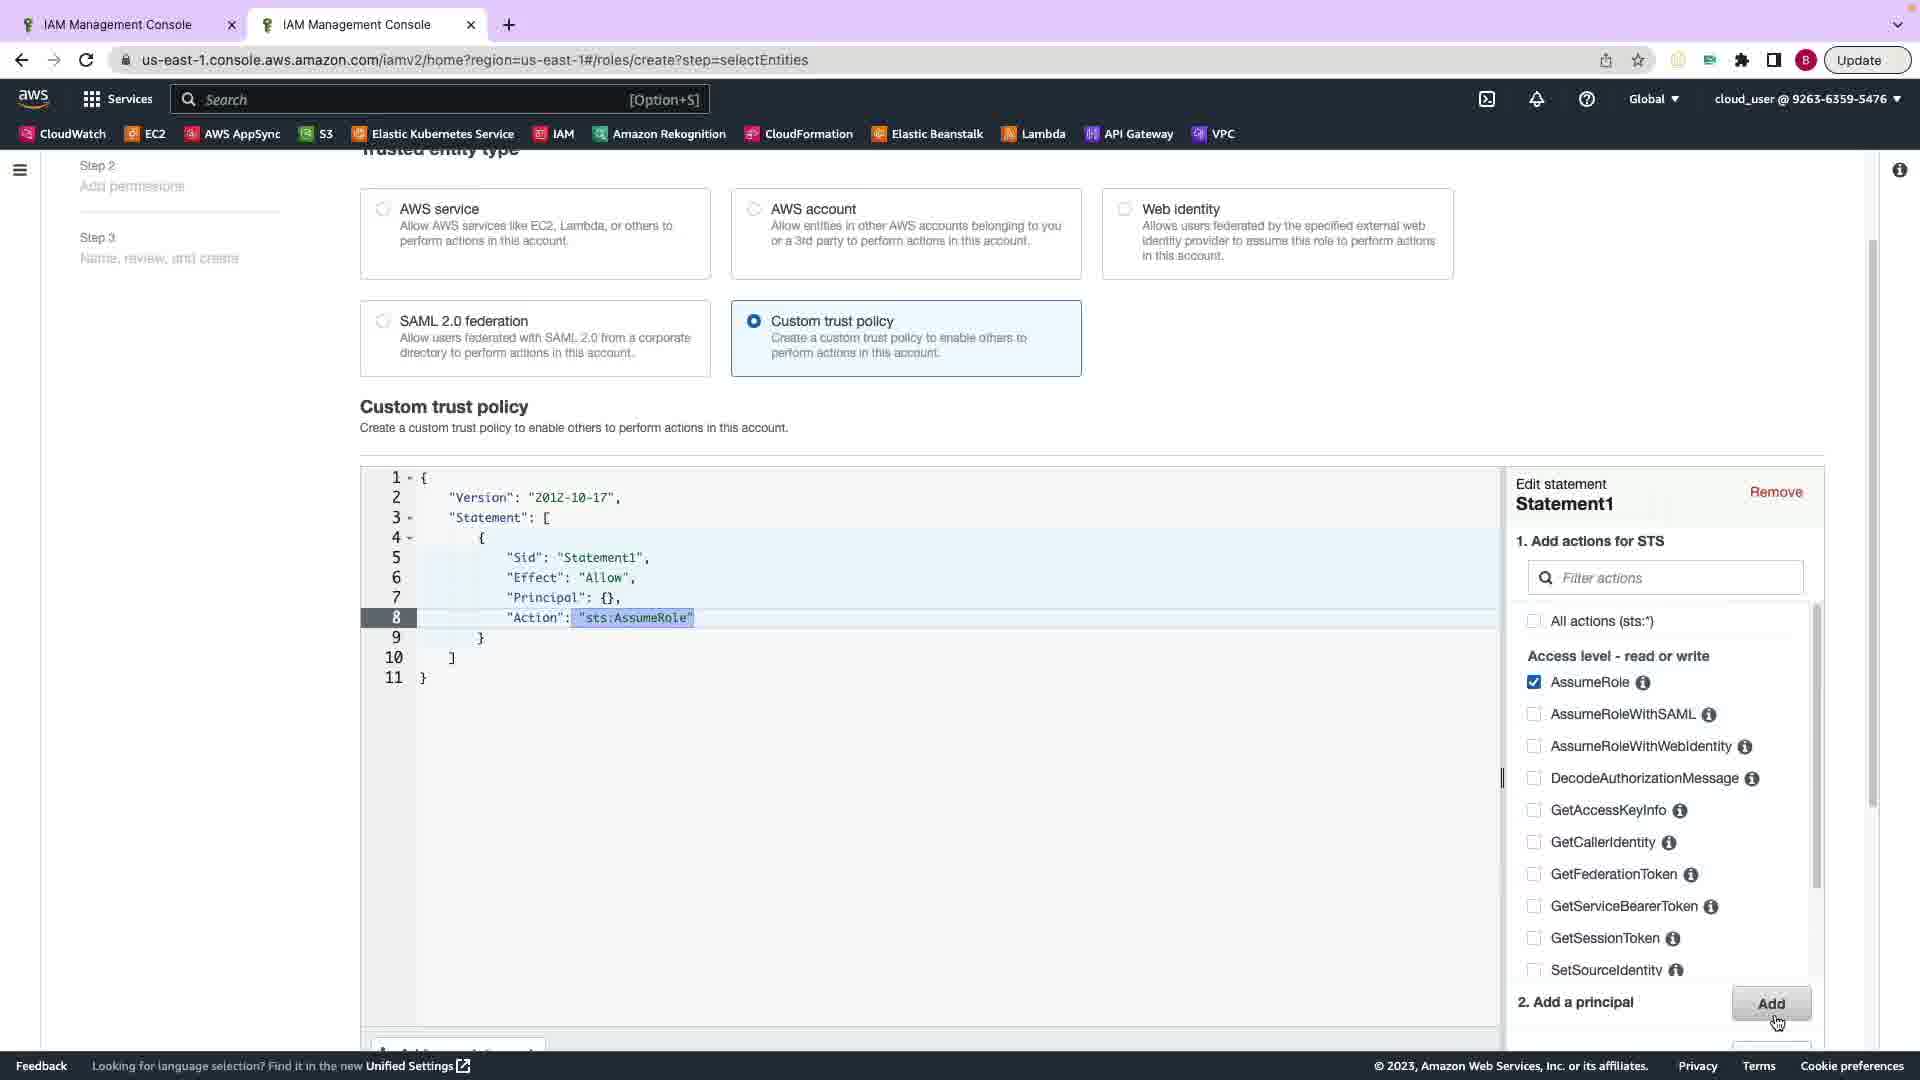 IAM Management Console
IAM Management Console
us-east-1.console.aws.amazon.com/iamv2/home?region=us-east-1#/roles/create?step=selectEntities
B
Update
aws
Services
Search
[Option+S]
Global
cloud_user @ 9263-6359-5476
CloudWatch
EC2
AWS AppSync
S3
Elastic Kubernetes Service
IAM
Amazon Rekognition
CloudFormation
Elastic Beanstalk
Lambda
API Gateway
VPC
Step 2
Add permissions
Step 3
Name, review, and create
Trusted entity type
AWS service
Allow AWS services like EC2, Lambda, or others to
perform actions in this account.
AWS account
Allow entities in other AWS accounts belonging to you
or a 3rd party to perform actions in this account.
Web identity
Allows users federated by the specified external web
identity provider to assume this role to perform actions
in this account.
SAML 2.0 federation
Allow users federated with SAML 2.0 from a corporate
directory to perform actions in this account.
Custom trust policy
Create a custom trust policy to enable others to
perform actions in this account.
Custom trust policy
Create a custom trust policy to enable others to perform actions in this account.
1 {
2 "Version": "2012-10-17",
3 "Statement": [
4 {
5 "Sid": "Statement1",
6 "Effect": "Allow",
7 "Principal": {},
8 "Action": "sts:AssumeRole"
9 }
10 ]
11 }
Edit statement
Statement1
Remove
1. Add actions for STS
Filter actions
All actions (sts:*)
Access level - read or write
AssumeRole
AssumeRoleWithSAML
AssumeRoleWithWebIdentity
DecodeAuthorizationMessage
GetAccessKeyInfo
GetCallerIdentity
GetFederationToken
GetServiceBearerToken
GetSessionToken
SetSourceIdentity
2. Add a principal
Add
Feedback
Looking for language selection? Find it in the new Unified Settings
© 2023, Amazon Web Services, Inc. or its affiliates.
Privacy
Terms
Cookie preferences